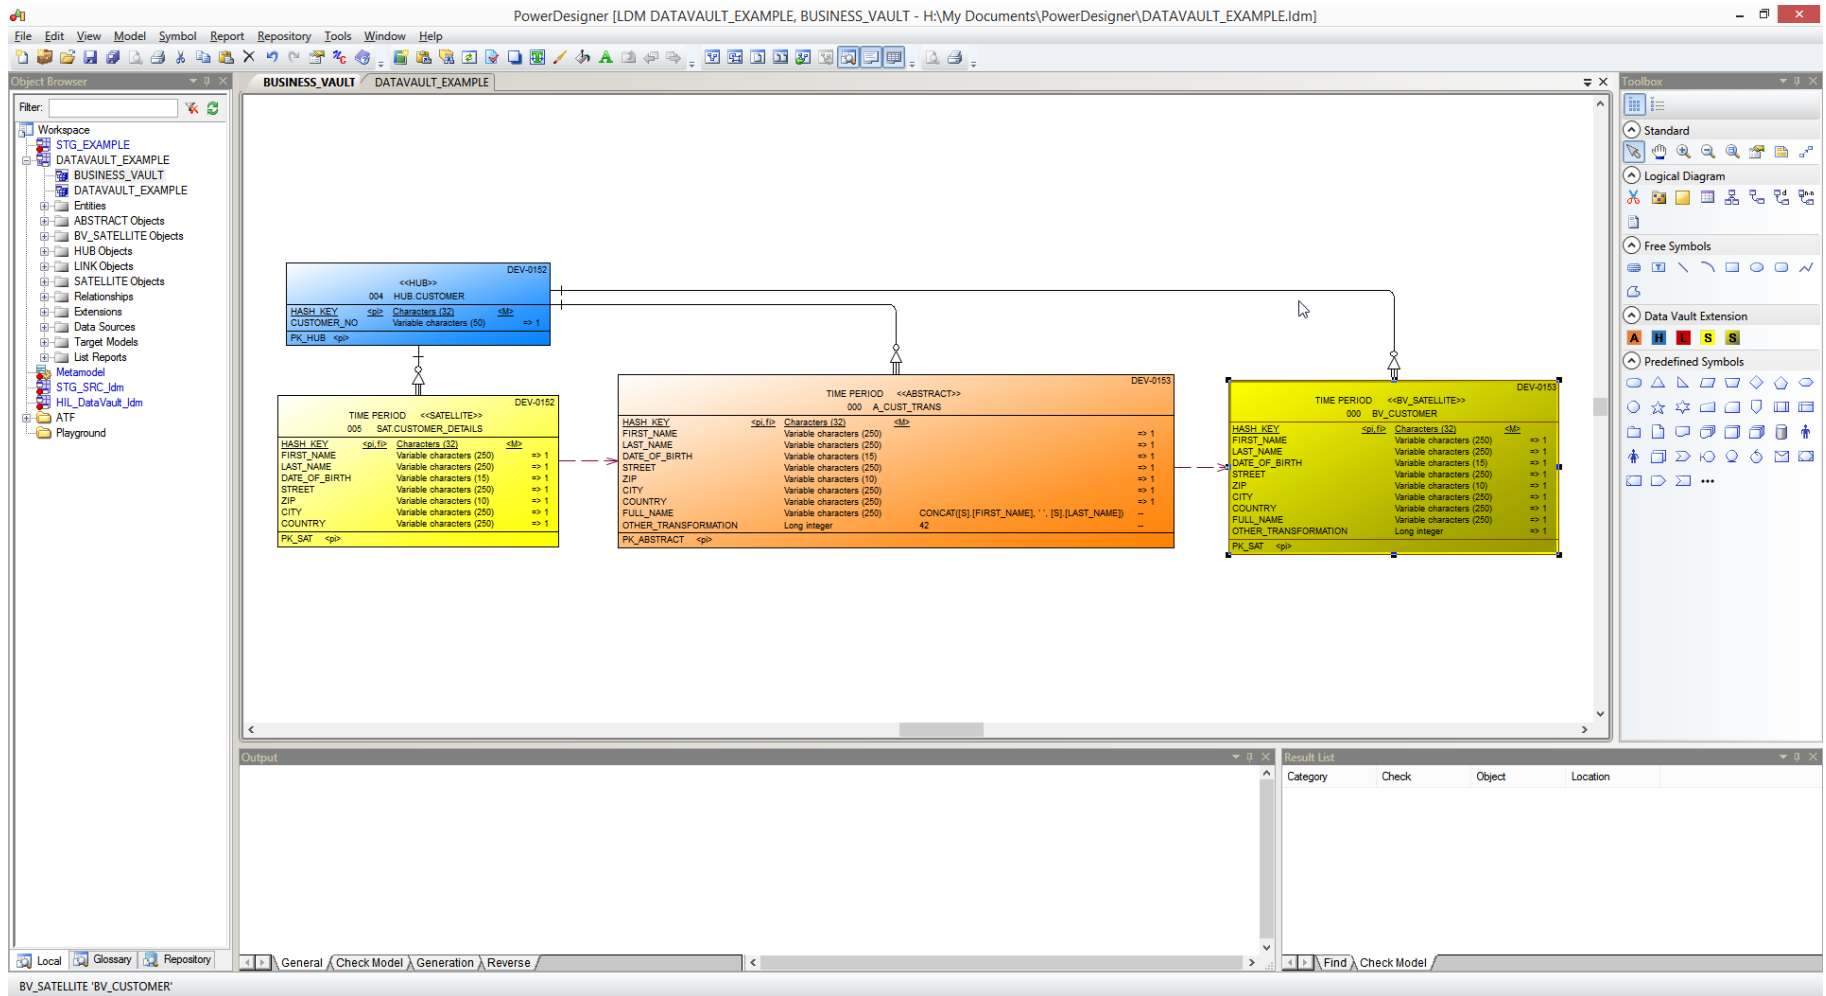 PowerDesigner [LDM DATAVAULT_EXAMPLE, BUSINESS_VAULT - H:\My Documents\PowerDesigner\DATAVAULT_EXAMPLE.ldm]
File Edit View Model Symbol Report Repository Tools Window Help
Object Browser
Filter:
Workspace
STG_EXAMPLE
DATAVAULT_EXAMPLE
BUSINESS_VAULT
DATAVAULT_EXAMPLE
Entities
ABSTRACT Objects
BV_SATELLITE Objects
HUB Objects
LINK Objects
SATELLITE Objects
Relationships
Extensions
Data Sources
Target Models
List Reports
Metamodel
STG_SRC_ldm
HIL_DataVault_ldm
ATF
Playground
Local Glossary Repository
BUSINESS_VAULT DATAVAULT_EXAMPLE
DEV-0152
<<HUB>>
004 HUB.CUSTOMER
HASH_KEY <pi> Characters (32) <M>
CUSTOMER_NO Variable characters (50) => 1
PK_HUB <pi>
DEV-0152
TIME PERIOD <<SATELLITE>>
005 SAT.CUSTOMER_DETAILS
HASH_KEY <pi,fi> Characters (32) <M>
FIRST_NAME Variable characters (250) => 1
LAST_NAME Variable characters (250) => 1
DATE_OF_BIRTH Variable characters (15) => 1
STREET Variable characters (250) => 1
ZIP Variable characters (10) => 1
CITY Variable characters (250) => 1
COUNTRY Variable characters (250) => 1
PK_SAT <pi>
DEV-0153
TIME PERIOD <<ABSTRACT>>
000 A_CUST_TRANS
HASH_KEY <pi,fi> Characters (32) <M>
FIRST_NAME Variable characters (250) => 1
LAST_NAME Variable characters (250) => 1
DATE_OF_BIRTH Variable characters (15) => 1
STREET Variable characters (250) => 1
ZIP Variable characters (10) => 1
CITY Variable characters (250) => 1
COUNTRY Variable characters (250) => 1
FULL_NAME Variable characters (250) CONCAT([S].[FIRST_NAME], ' ', [S].[LAST_NAME]) --
OTHER_TRANSFORMATION Long integer 42 --
PK_ABSTRACT <pi>
DEV-0153
TIME PERIOD <<BV_SATELLITE>>
000 BV_CUSTOMER
HASH_KEY <pi,fi> Characters (32) <M>
FIRST_NAME Variable characters (250) => 1
LAST_NAME Variable characters (250) => 1
DATE_OF_BIRTH Variable characters (15) => 1
STREET Variable characters (250) => 1
ZIP Variable characters (10) => 1
CITY Variable characters (250) => 1
COUNTRY Variable characters (250) => 1
FULL_NAME Variable characters (250) => 1
OTHER_TRANSFORMATION Long integer => 1
PK_SAT <pi>
Toolbox
Standard
Logical Diagram
Free Symbols
Data Vault Extension
A H L S S
Predefined Symbols
Output
General Check Model Generation Reverse
Result List
Category Check Object Location
Find Check Model
BV_SATELLITE 'BV_CUSTOMER'